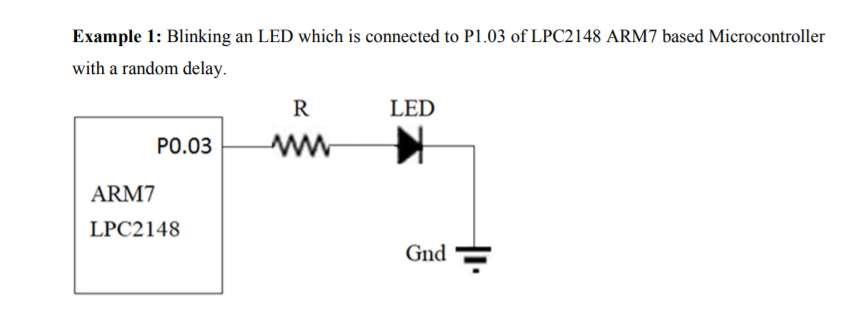 Example 1: Blinking an LED which is connected to P1.03 of LPC2148 ARM7 based Microcontroller
with a random delay.
R
LED
P0.03
ARM7
LPC2148
Gnd